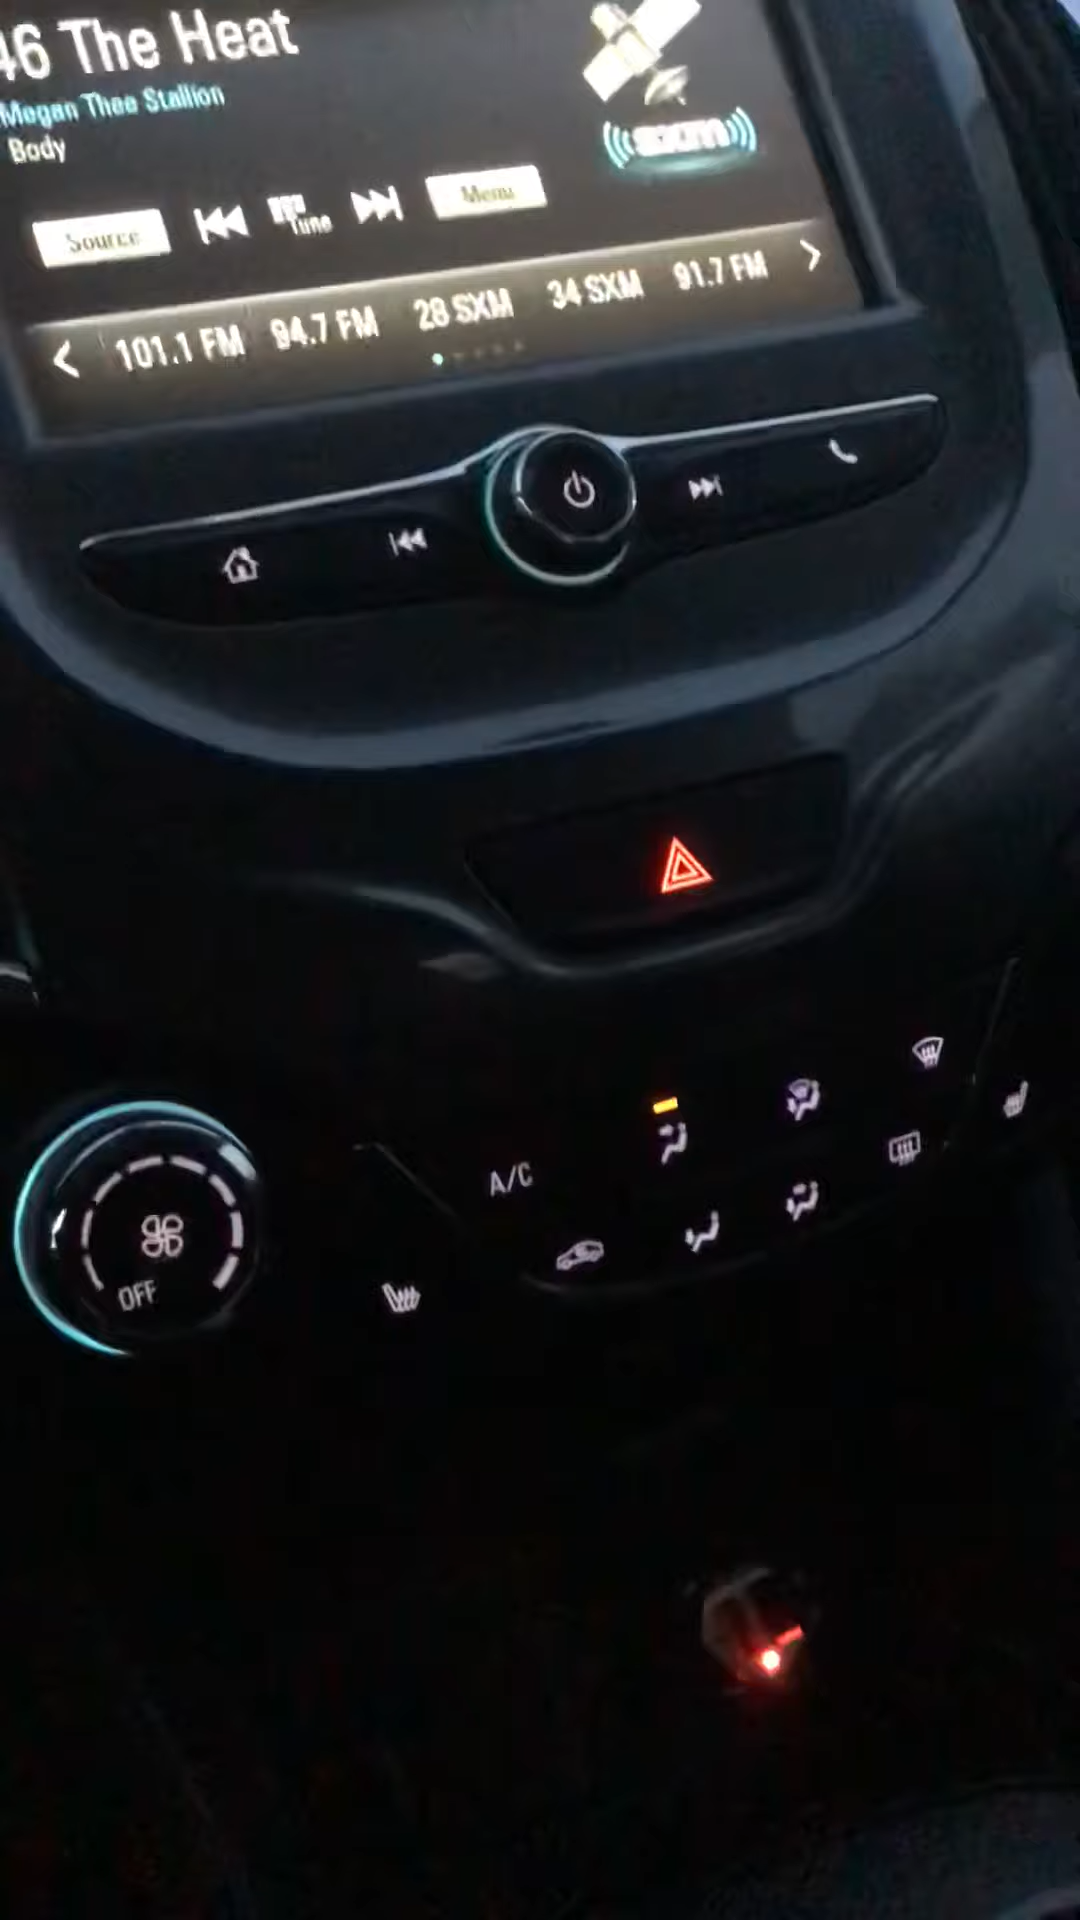 46 The Heat
Megan Thee Stallion
Body
((sxm))
Source
Tune
Menu
101.1 FM 94.7 FM 28 SXM 34 SXM 91.7 FM
A/C
OFF